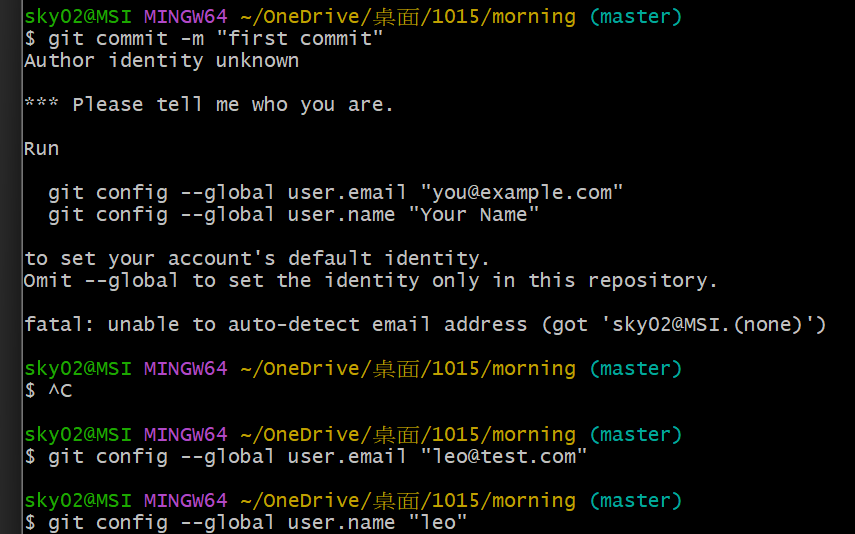 sky02@MSI MINGW64 ~/OneDrive/桌面/1015/morning (master)
$ git commit -m "first commit"
Author identity unknown
*** Please tell me who you are.
Run
git config --global user.email "you@example.com"
git config --global user.name "Your Name"
to set your account's default identity.
Omit --global to set the identity only in this repository.
fatal: unable to auto-detect email address (got 'sky02@MSI.(none)')
sky02@MSI MINGW64 ~/OneDrive/桌面/1015/morning (master)
$ ^C
sky02@MSI MINGW64 ~/OneDrive/桌面/1015/morning (master)
$ git config --global user.email "leo@test.com"
sky02@MSI MINGW64 ~/OneDrive/桌面/1015/morning (master)
$ git config --global user.name "leo"